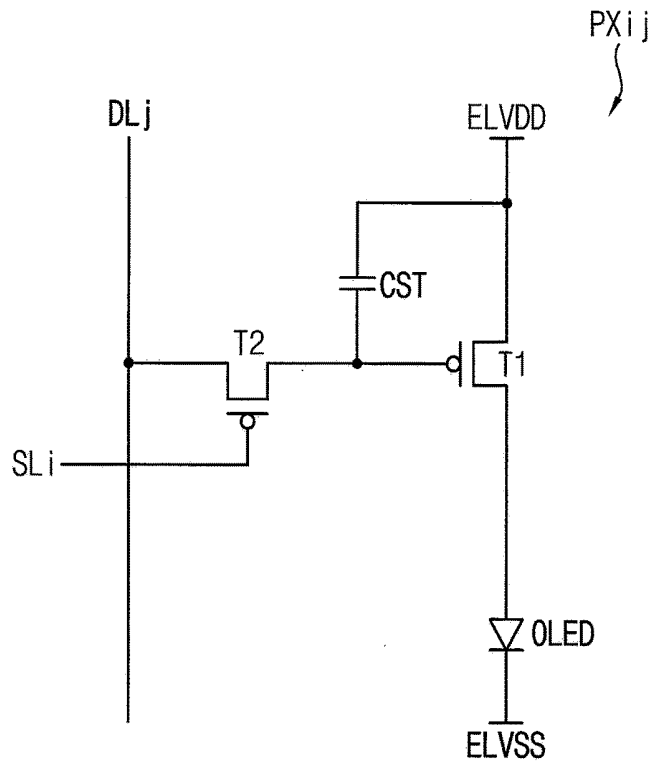 PXij
DLj
ELVDD
CST
T2
T1
SLi
OLED
ELVSS